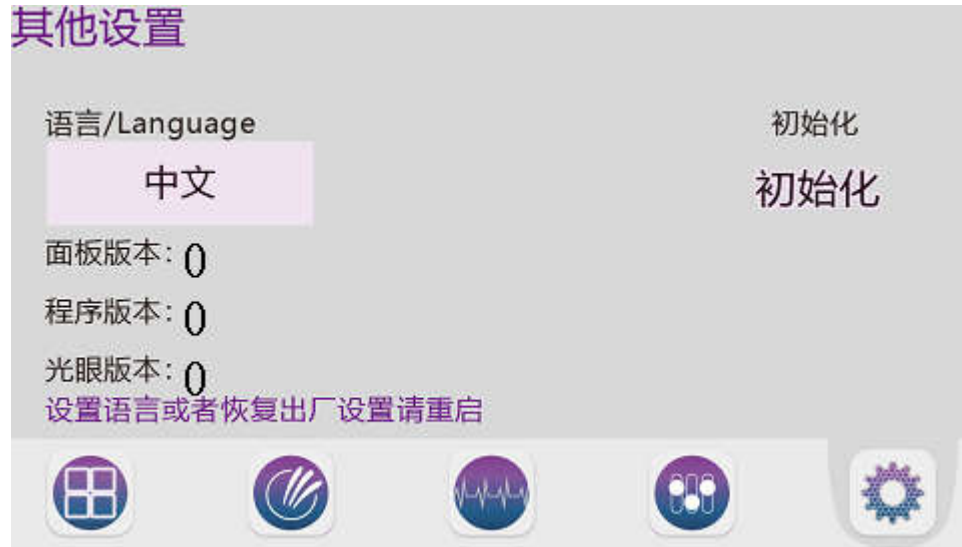 其他设置
语言/Language
初始化
中文
初始化
面板版本：0
程序版本：0
光眼版本：0
设置语言或者恢复出厂设置请重启